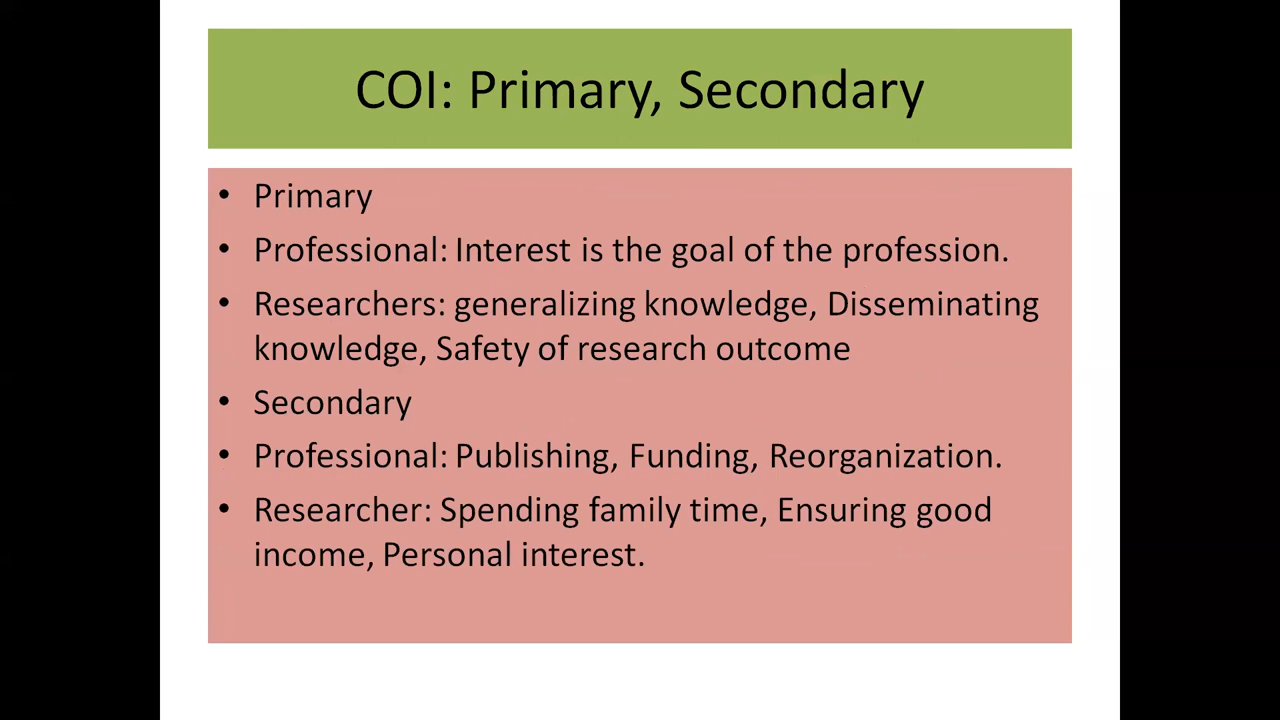 COI: Primary, Secondary
• Primary
• Professional: Interest is the goal of the profession.
• Researchers: generalizing knowledge, Disseminating
knowledge, Safety of research outcome
• Secondary
• Professional: Publishing, Funding, Reorganization.
• Researcher: Spending family time, Ensuring good
income, Personal interest.